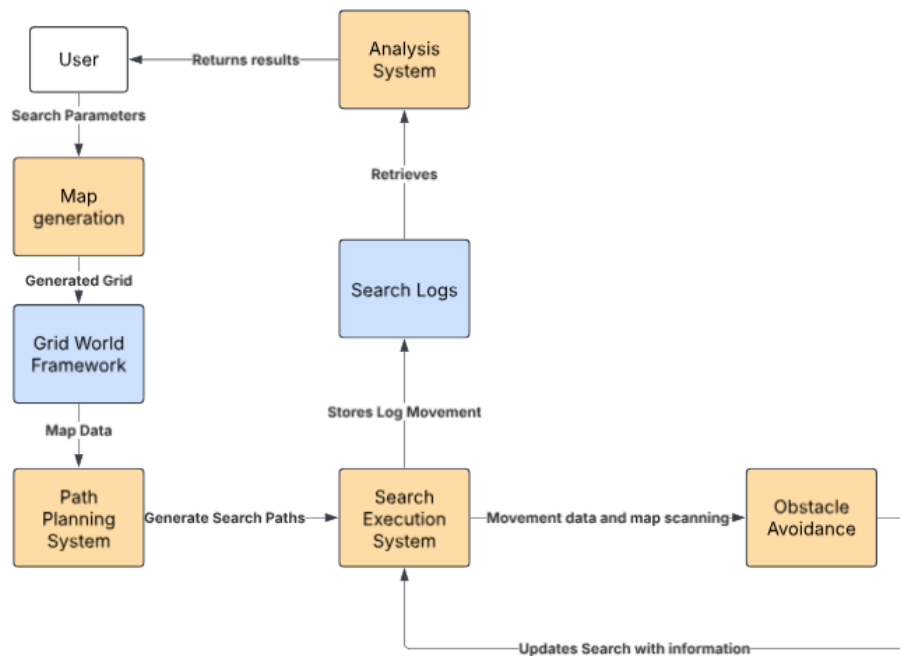 User
Returns results
Analysis
System
Search Parameters
Map
generation
Retrieves
Generated Grid
Search Logs
Grid World
Framework
Stores Log Movement
Map Data
Path
Planning
System
Generate Search Paths
Search
Execution
System
Movement data and map scanning
Obstacle
Avoidance
Updates Search with information